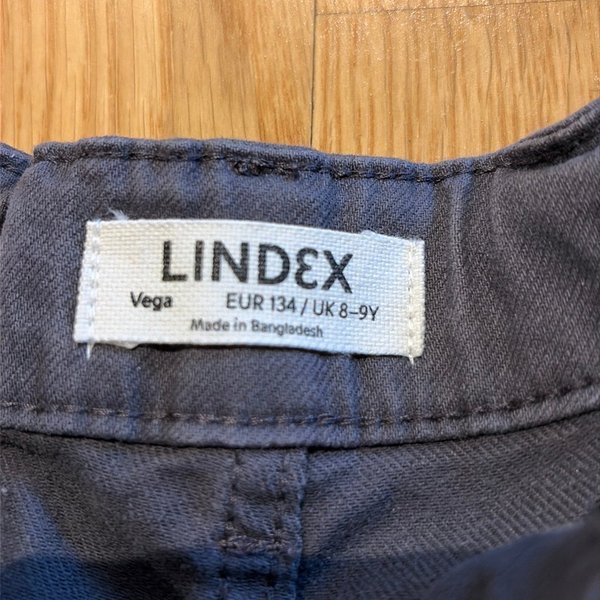 LINDEX
Vega EUR 134 / UK 8–9Y
Made in Bangladesh